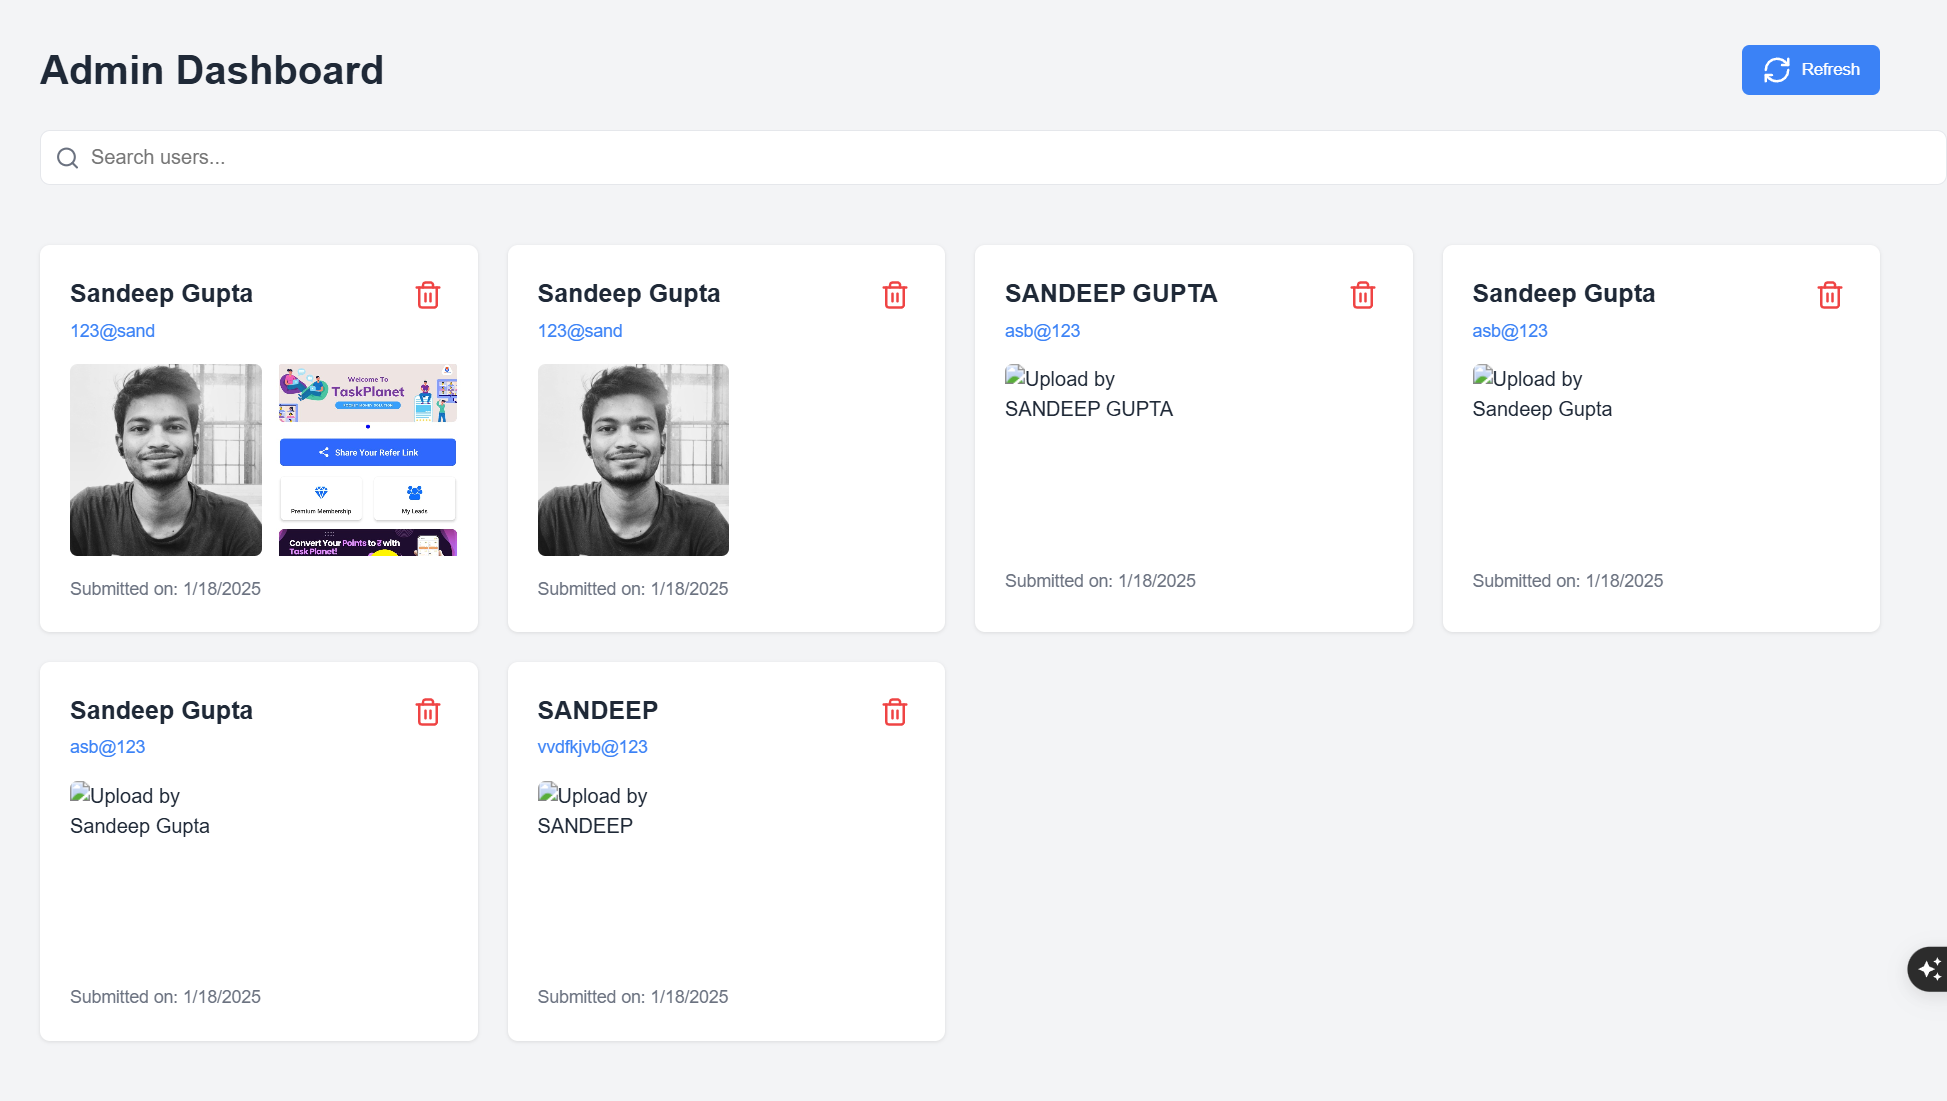 Admin Dashboard
Refresh
Search users...
Sandeep Gupta
123@sand
Welcome To
TaskPlanet
Share Your Refer Link
Premium Membership
My Leads
Convert Your Points to ₹ with
Task Planet!
Submitted on: 1/18/2025
Sandeep Gupta
123@sand
Submitted on: 1/18/2025
SANDEEP GUPTA
asb@123
Upload by
SANDEEP GUPTA
Submitted on: 1/18/2025
Sandeep Gupta
asb@123
Upload by
Sandeep Gupta
Submitted on: 1/18/2025
Sandeep Gupta
asb@123
Upload by
Sandeep Gupta
Submitted on: 1/18/2025
SANDEEP
vvdfkjvb@123
Upload by
SANDEEP
Submitted on: 1/18/2025